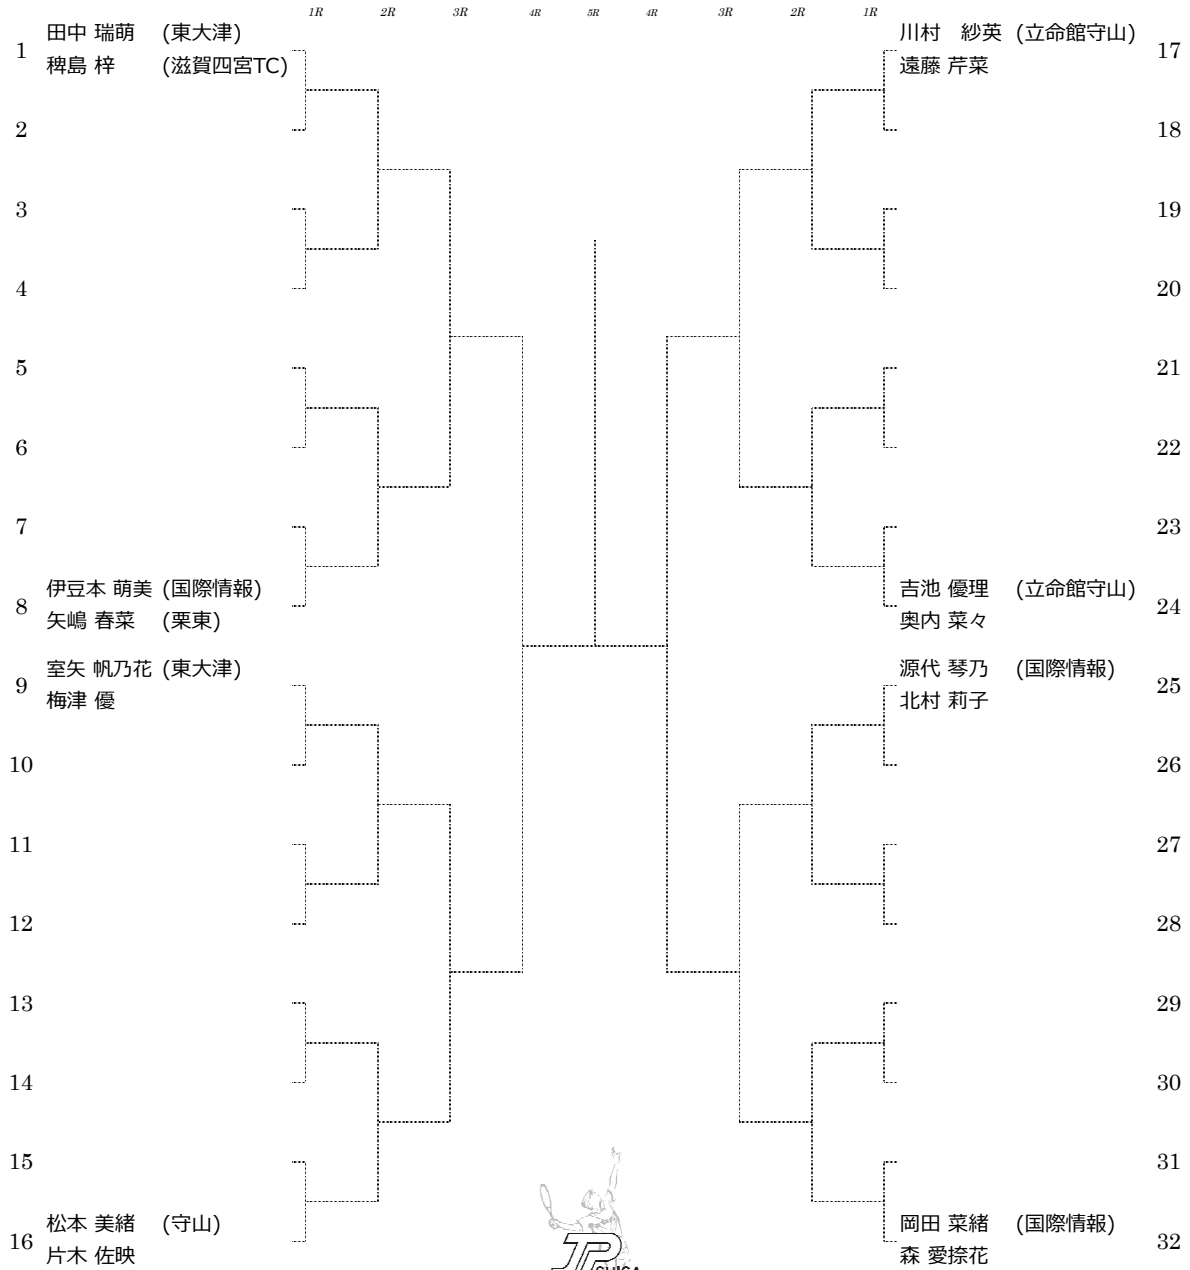 1R 2R 3R 4R 5R 4R 3R 2R 1R
田中 瑞萌 (東大津)
1
稗島 梓 (滋賀四宮TC)
2
3
4
5
6
7
伊豆本 萌美 (国際情報)
8
矢嶋 春菜 (栗東)
室矢 帆乃花 (東大津)
9
梅津 優
10
11
12
13
14
15
松本 美緒 (守山)
16
片木 佐映
川村　紗英 (立命館守山)
17
遠藤 芹菜
18
19
20
21
22
23
吉池 優理 (立命館守山)
24
奥内 菜々
源代 琴乃 (国際情報)
25
北村 莉子
26
27
28
29
30
31
岡田 菜緒 (国際情報)
32
森 愛捺花
JP
SHIGA